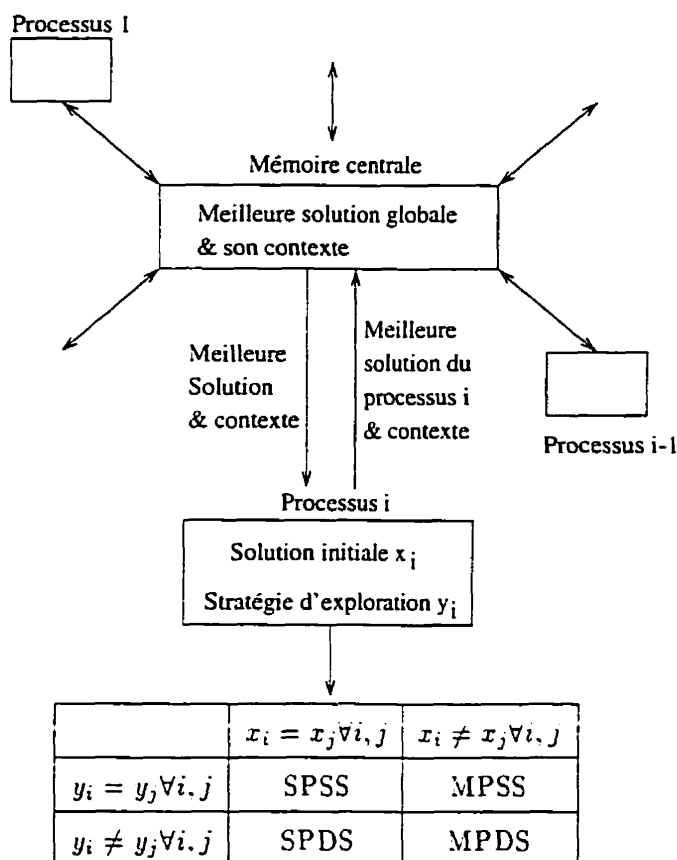 Processus 1
Mémoire centrale
Meilleure solution globale
& son contexte
Meilleure
Solution
& contexte
Meilleure
solution du
processus i
& contexte
Processus i-1
Processus i
Solution initiale x_i
Stratégie d'exploration y_i
x_i = x_j∀i, j x_i ≠ x_j∀i, j
y_i = y_j∀i, j SPSS MPSS
y_i ≠ y_j∀i, j SPDS MPDS